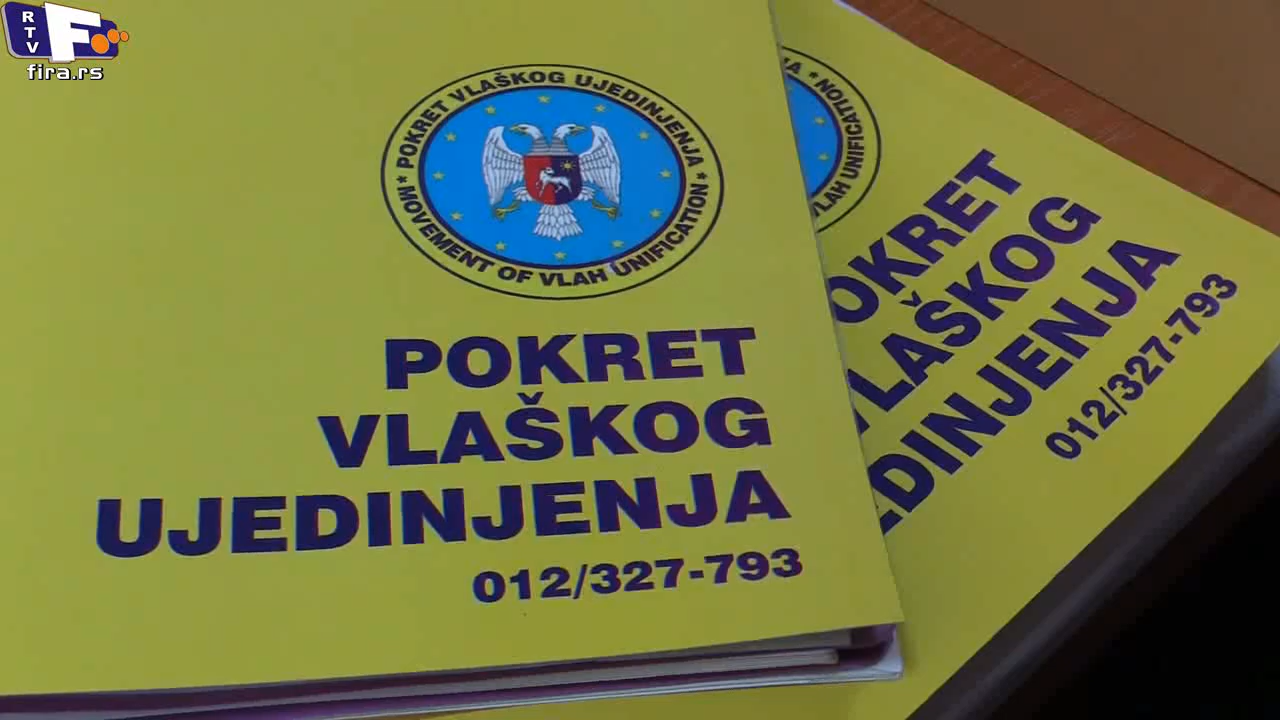 RTV F
fira.rs
POKRET VLAŠKOG UJEDINJENJA
* MOVEMENT OF VLAH UNIFICATION *
POKRET
VLAŠKOG
UJEDINJENJA
012/327-793
VLAH UNIFICATION *
POKRET
VLAŠKOG
EDINJENJA
012/327-793